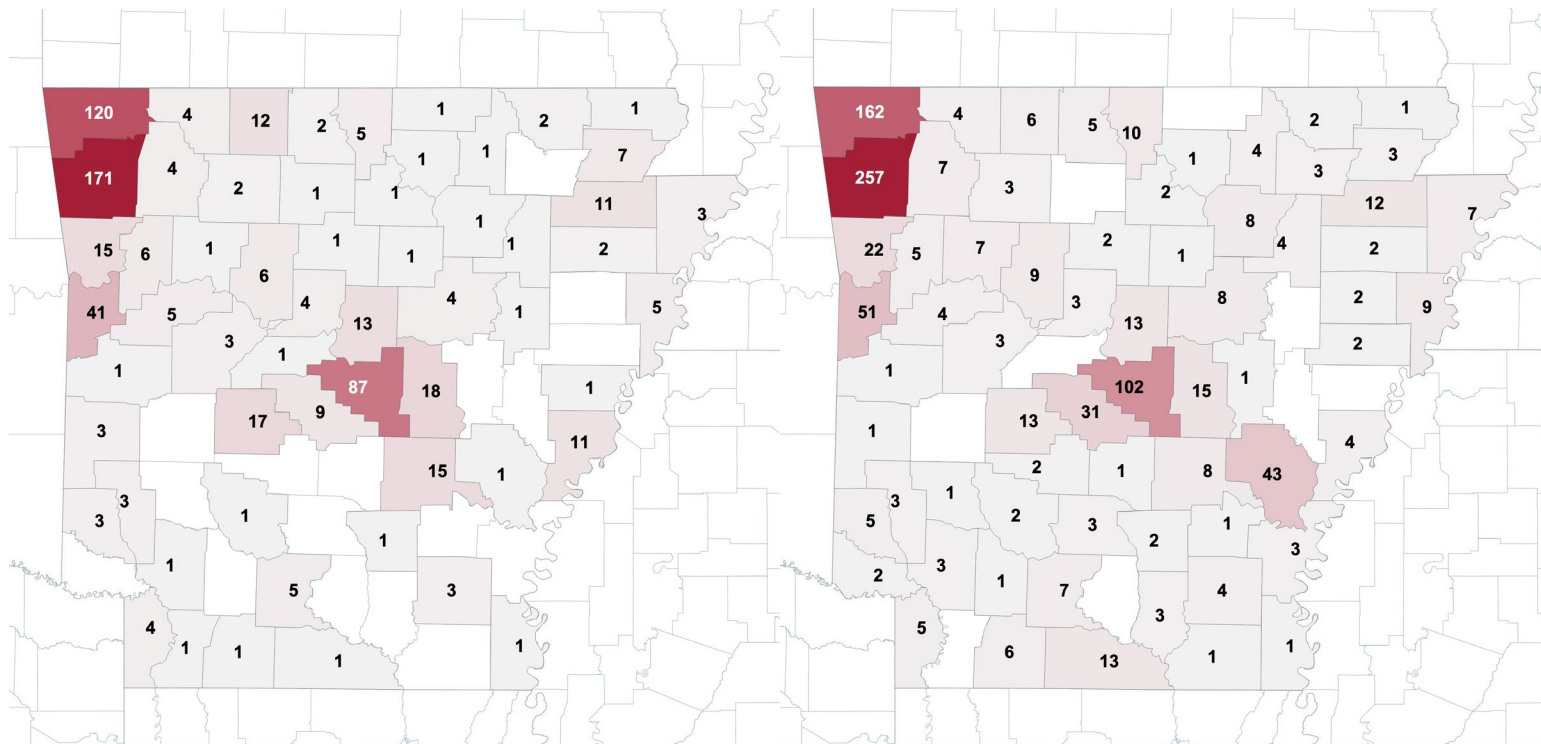 120 4 12 2 5 1 2 1
171 4 2 1 1 1 1 7
15 6 1 6 1 1 1 1 11 3
41 5 4 13 4 1 2 5
1 3 1 87 18 1
3 17 9 15 1 11
3 3 1 1
1 5 3
4 1 1 1 1
162 4 6 5 10 2 1
257 7 3 2 1 4 3 3
22 5 7 9 2 1 8 4 12 7
51 4 3 13 8 2 9
1 3 102 15 1 2
1 13 31 8 43 4
5 3 1 2 2 1 3 2 1 3
2 3 1 7 3 4
5 6 13 1 1